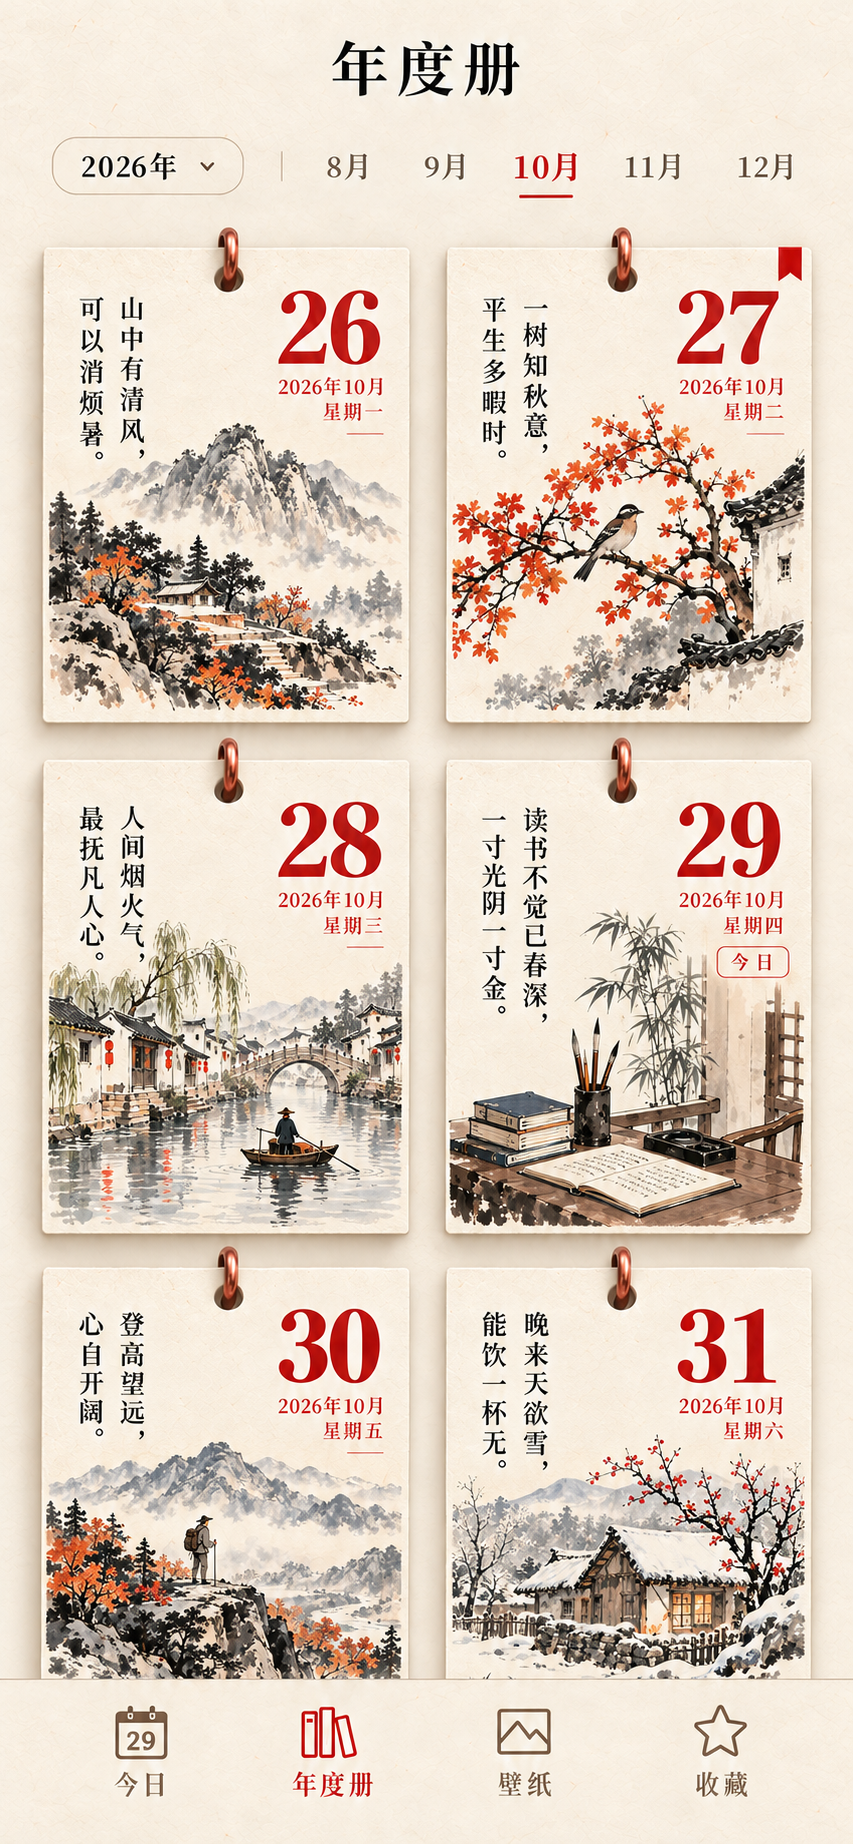 年度册
2026年
8月
9月
10月
11月
12月
山中有清风，
可以消烦暑。
26
2026年10月
星期一
一树知秋意，
平生多暇时。
27
2026年10月
星期二
人间烟火气，
最抚凡人心。
28
2026年10月
星期三
读书不觉已春深，
一寸光阴一寸金。
29
2026年10月
星期四
今日
登高望远，
心自开阔。
30
2026年10月
星期五
晚来天欲雪，
能饮一杯无。
31
2026年10月
星期六
29
今日
年度册
壁纸
收藏